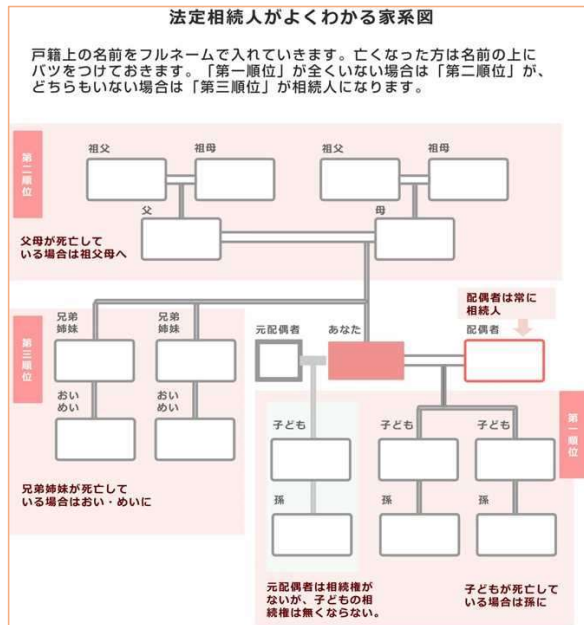 法定相続人がよくわかる家系図
戸籍上の名前をフルネームで入れていきます。亡くなった方は名前の上に
バツをつけておきます。「第一順位」が全くいない場合は「第二順位」が、
どちらもいない場合は「第三順位」が相続人になります。
第二順位
祖父
祖母
祖父
祖母
父
母
父母が死亡して
いる場合は祖父母へ
配偶者は常に
相続人
第三順位
兄弟
姉妹
兄弟
姉妹
元配偶者
あなた
配偶者
おい
めい
おい
めい
兄弟姉妹が死亡して
いる場合はおい・めいに
第一順位
子ども
子ども
子ども
孫
孫
孫
元配偶者は相続権が
ないが、子どもの相
続権は無くならない。
子どもが死亡して
いる場合は孫に